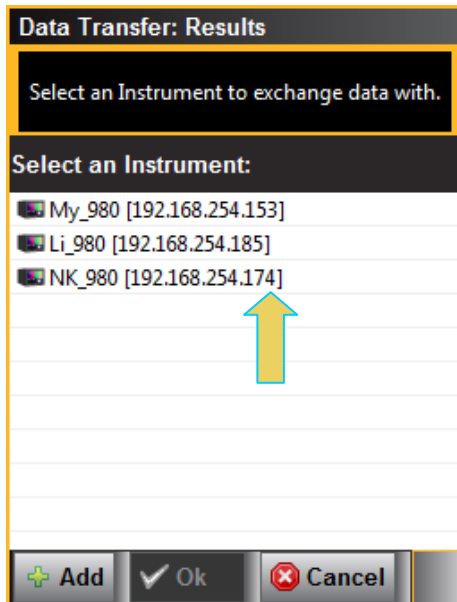 Data Transfer: Results
Select an Instrument to exchange data with.
Select an Instrument:
My_980 [192.168.254.153]
Li_980 [192.168.254.185]
NK_980 [192.168.254.174]
Add Ok Cancel